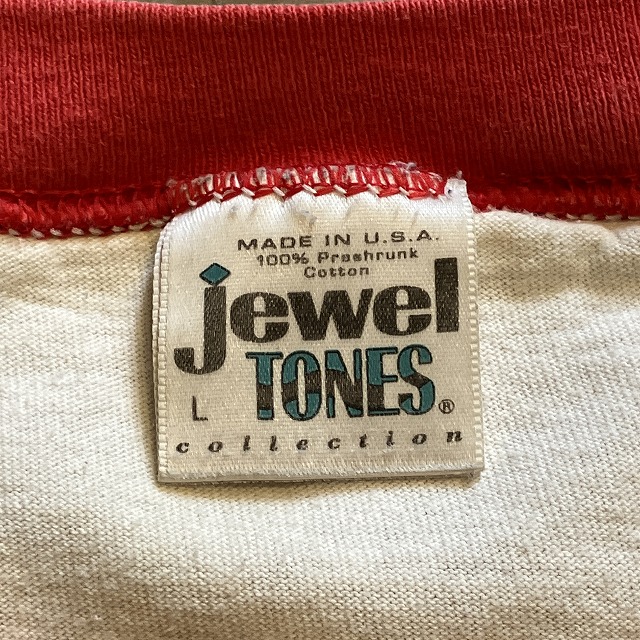 MADE IN U.S.A.
100% Preshrunk
Cotton
jewel
L TONES®
collection